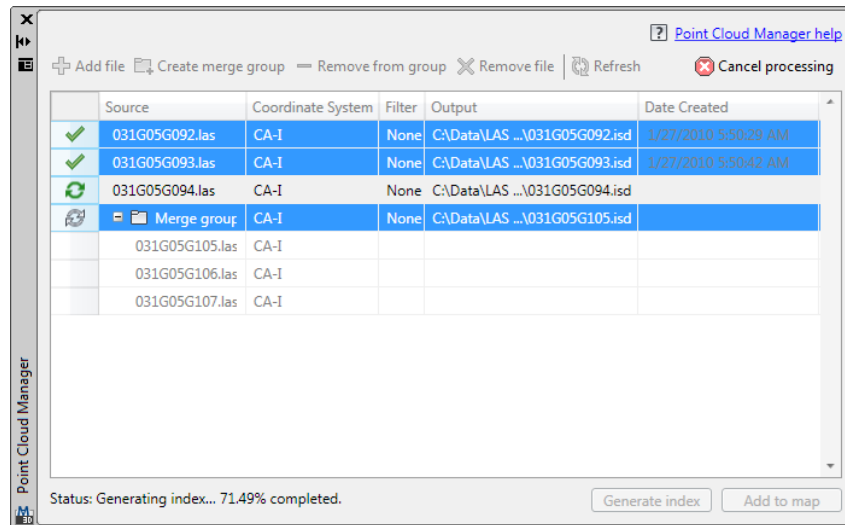 Point Cloud Manager help
Add file Create merge group Remove from group Remove file Refresh Cancel processing
Source Coordinate System Filter Output Date Created
031G05G092.las CA-I None C:\Data\LAS ...\031G05G092.isd 1/27/2010 5:50:29 AM
031G05G093.las CA-I None C:\Data\LAS ...\031G05G093.isd 1/27/2010 5:50:42 AM
031G05G094.las CA-I None C:\Data\LAS ...\031G05G094.isd
Merge group CA-I None C:\Data\LAS ...\031G05G105.isd
031G05G105.las CA-I
031G05G106.las CA-I
031G05G107.las CA-I
Point Cloud Manager
Status: Generating index... 71.49% completed.
Generate index Add to map